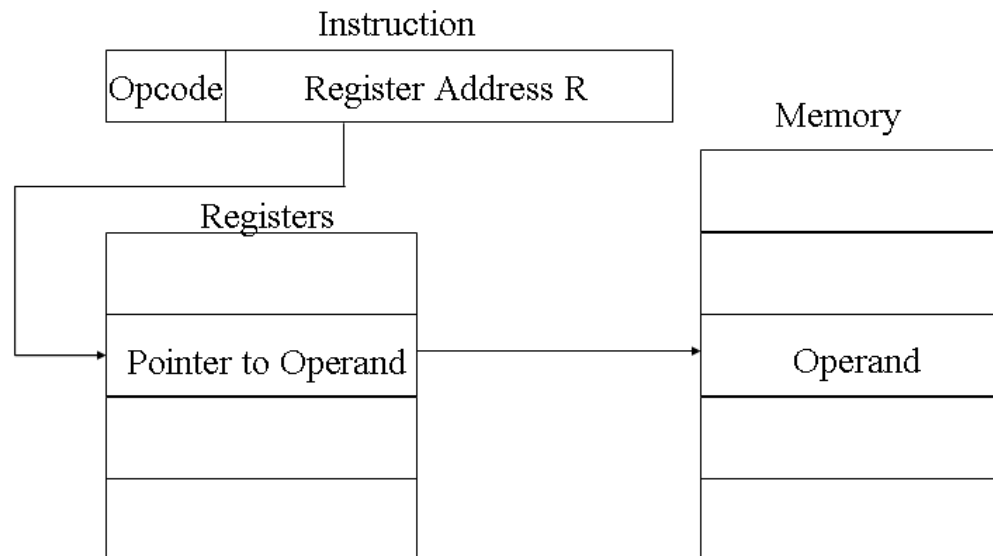 Instruction
Opcode Register Address R
Memory
Registers
Pointer to Operand
Operand